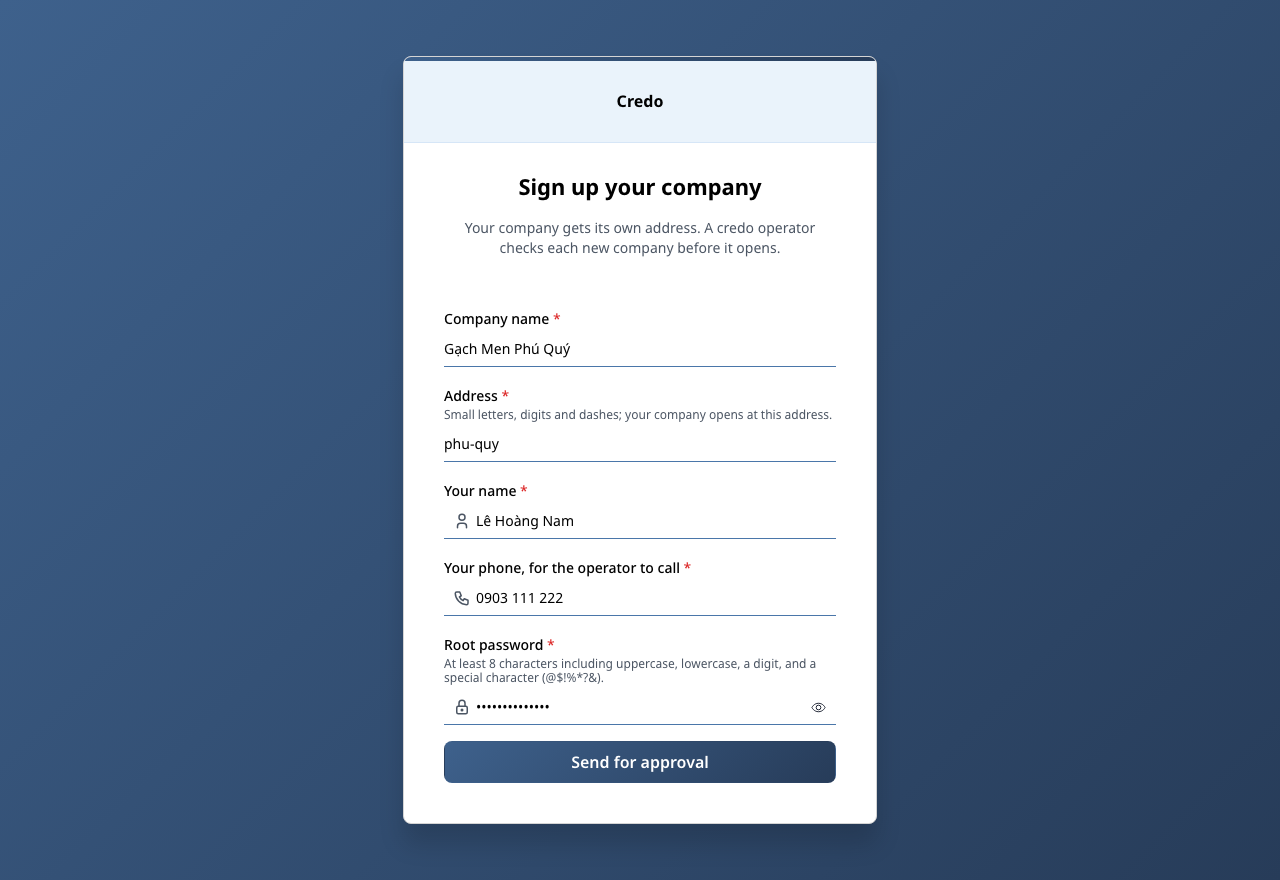 Credo
Sign up your company
Your company gets its own address. A credo operator
checks each new company before it opens.
Company name *
Gạch Men Phú Quý
Address *
Small letters, digits and dashes; your company opens at this address.
phu-quy
Your name *
Lê Hoàng Nam
Your phone, for the operator to call *
0903 111 222
Root password *
At least 8 characters including uppercase, lowercase, a digit, and a
special character (@$!%*?&).
••••••••••••••
Send for approval